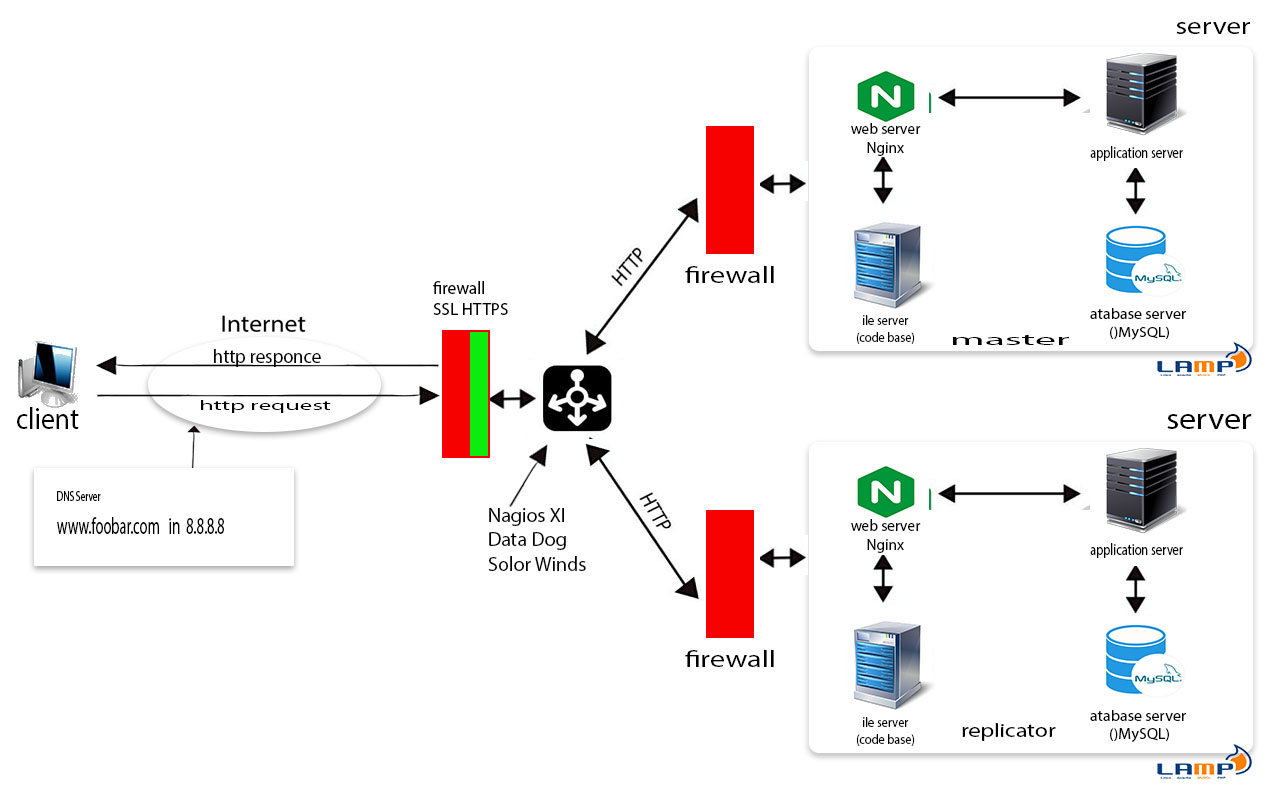 server
web server
Nginx
application server
ile server
(code base)
MySQL
atabase server
()MySQL)
master
LAMP
firewall
HTTP
firewall
SSL HTTPS
Internet
http responce
http request
client
DNS Server
www.foobar.com in 8.8.8.8
Nagios XI
Data Dog
Solor Winds
HTTP
firewall
server
web server
Nginx
application server
ile server
(code base)
MySQL
atabase server
()MySQL)
replicator
LAMP